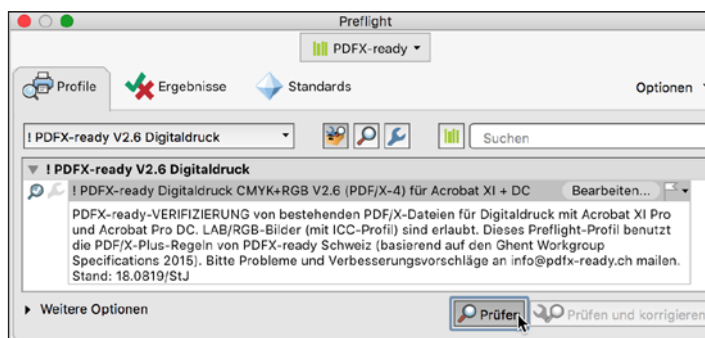 Preflight
PDFX-ready
Profile Ergebnisse Standards Optionen
! PDFX-ready V2.6 Digitaldruck Suchen
! PDFX-ready V2.6 Digitaldruck
! PDFX-ready Digitaldruck CMYK+RGB V2.6 (PDF/X-4) für Acrobat XI + DC Bearbeiten...
PDFX-ready-VERIFIZIERUNG von bestehenden PDF/X-Dateien für Digitaldruck mit Acrobat XI Pro
und Acrobat Pro DC. LAB/RGB-Bilder (mit ICC-Profil) sind erlaubt. Dieses Preflight-Profil benutzt
die PDF/X-Plus-Regeln von PDFX-ready Schweiz (basierend auf den Ghent Workgroup
Specifications 2015). Bitte Probleme und Verbesserungsvorschläge an info@pdfx-ready.ch mailen.
Stand: 18.0819/StJ
Weitere Optionen Prüfen Prüfen und korrigieren